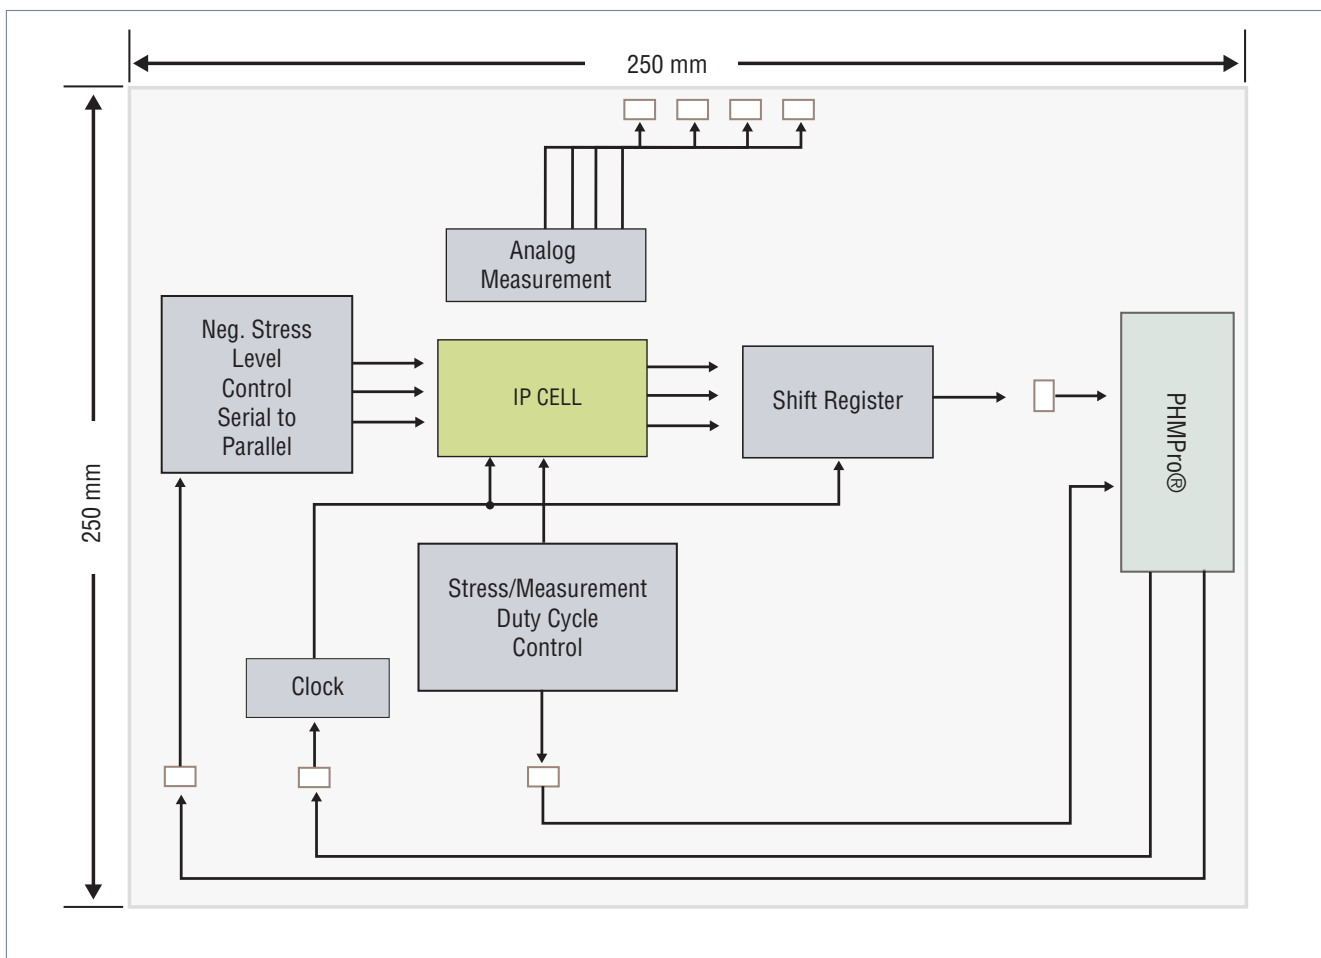 250 mm
250 mm
Analog
Measurement
Neg. Stress
Level
Control
Serial to
Parallel
IP CELL
Shift Register
PHMPro®
Stress/Measurement
Duty Cycle
Control
Clock